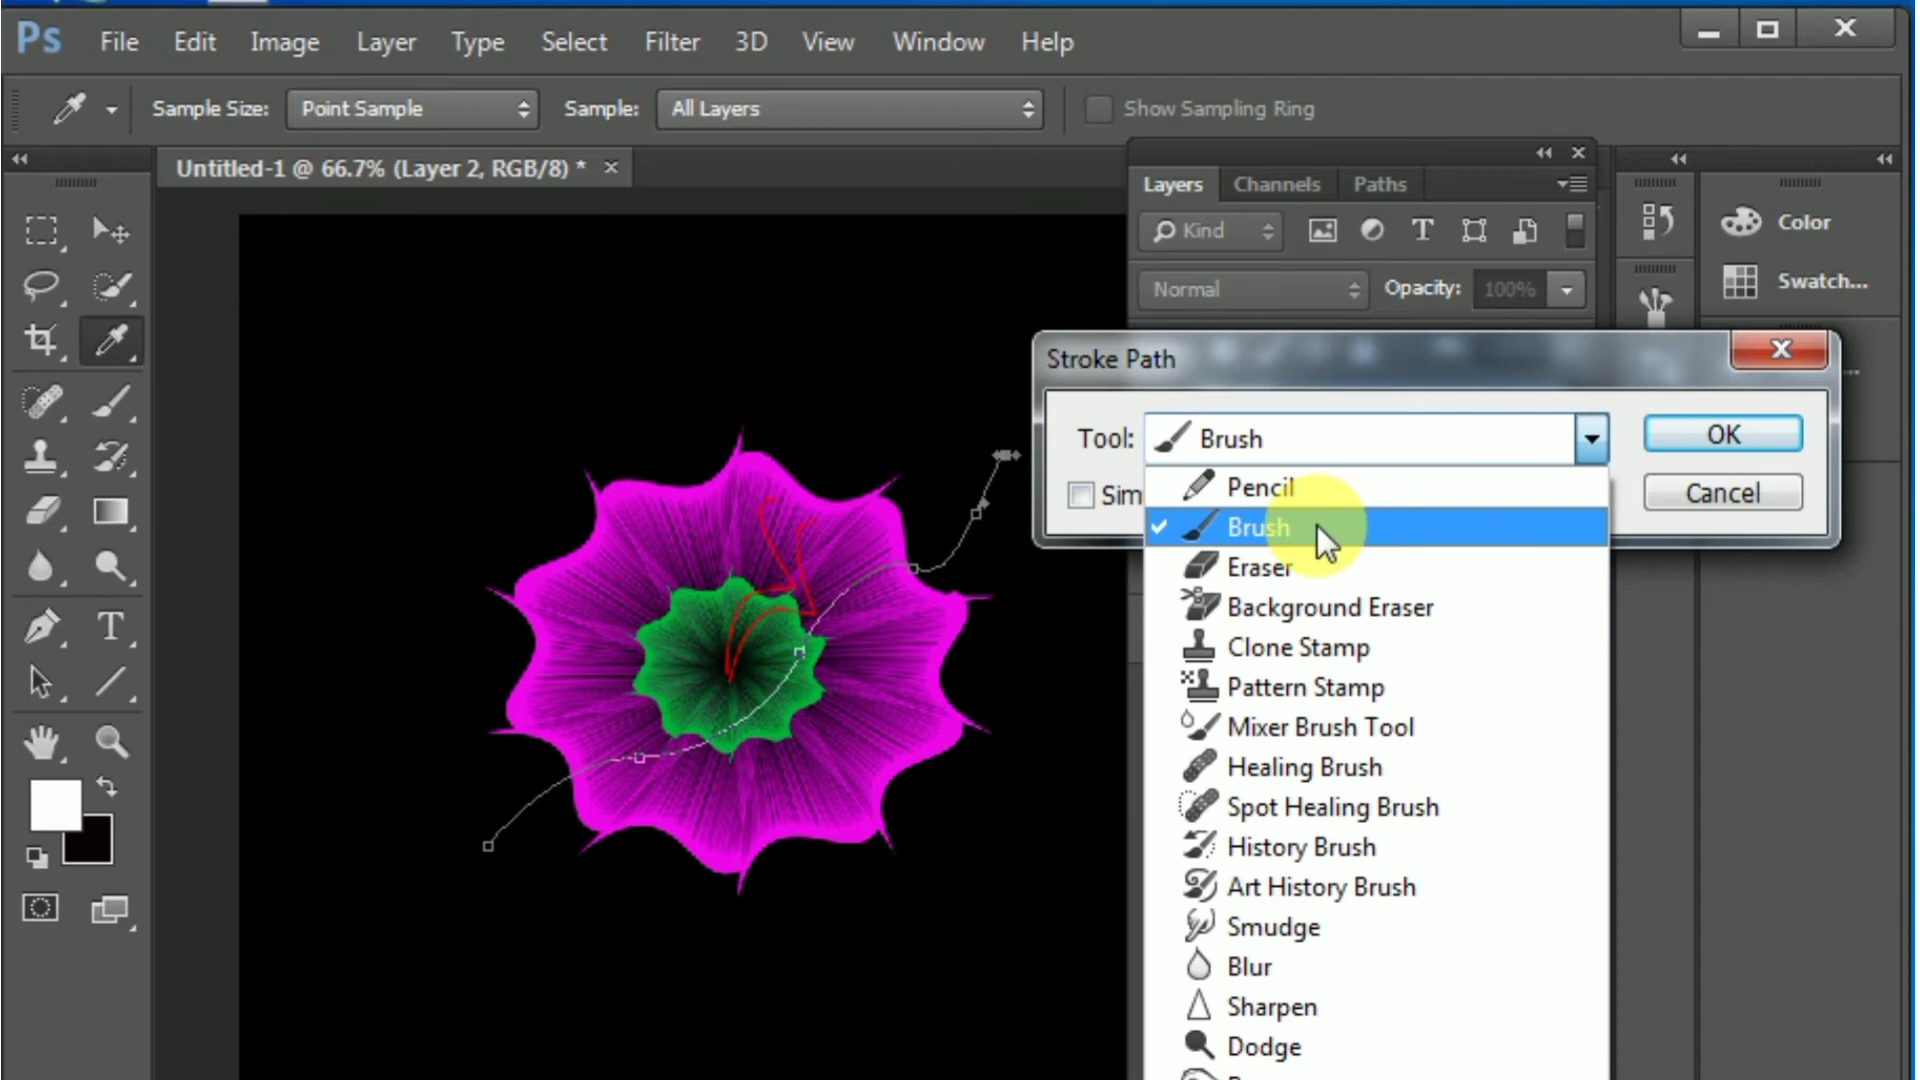 Ps File Edit Image Layer Type Select Filter 3D View Window Help
Sample Size: Point Sample Sample: All Layers Show Sampling Ring
Untitled-1 @ 66.7% (Layer 2, RGB/8) *
Layers Channels Paths
Kind
Normal Opacity: 100%
Color
Swatch...
Stroke Path
Tool: Brush
OK
Sim
Cancel
Pencil
Brush
Eraser
Background Eraser
Clone Stamp
Pattern Stamp
Mixer Brush Tool
Healing Brush
Spot Healing Brush
History Brush
Art History Brush
Smudge
Blur
Sharpen
Dodge